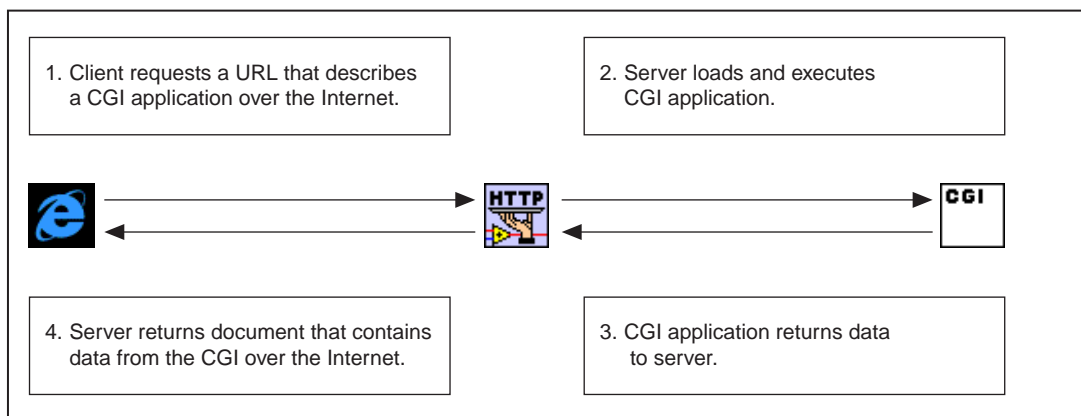 1. Client requests a URL that describes
a CGI application over the Internet.
2. Server loads and executes
CGI application.
HTTP
CGI
4. Server returns document that contains
data from the CGI over the Internet.
3. CGI application returns data
to server.